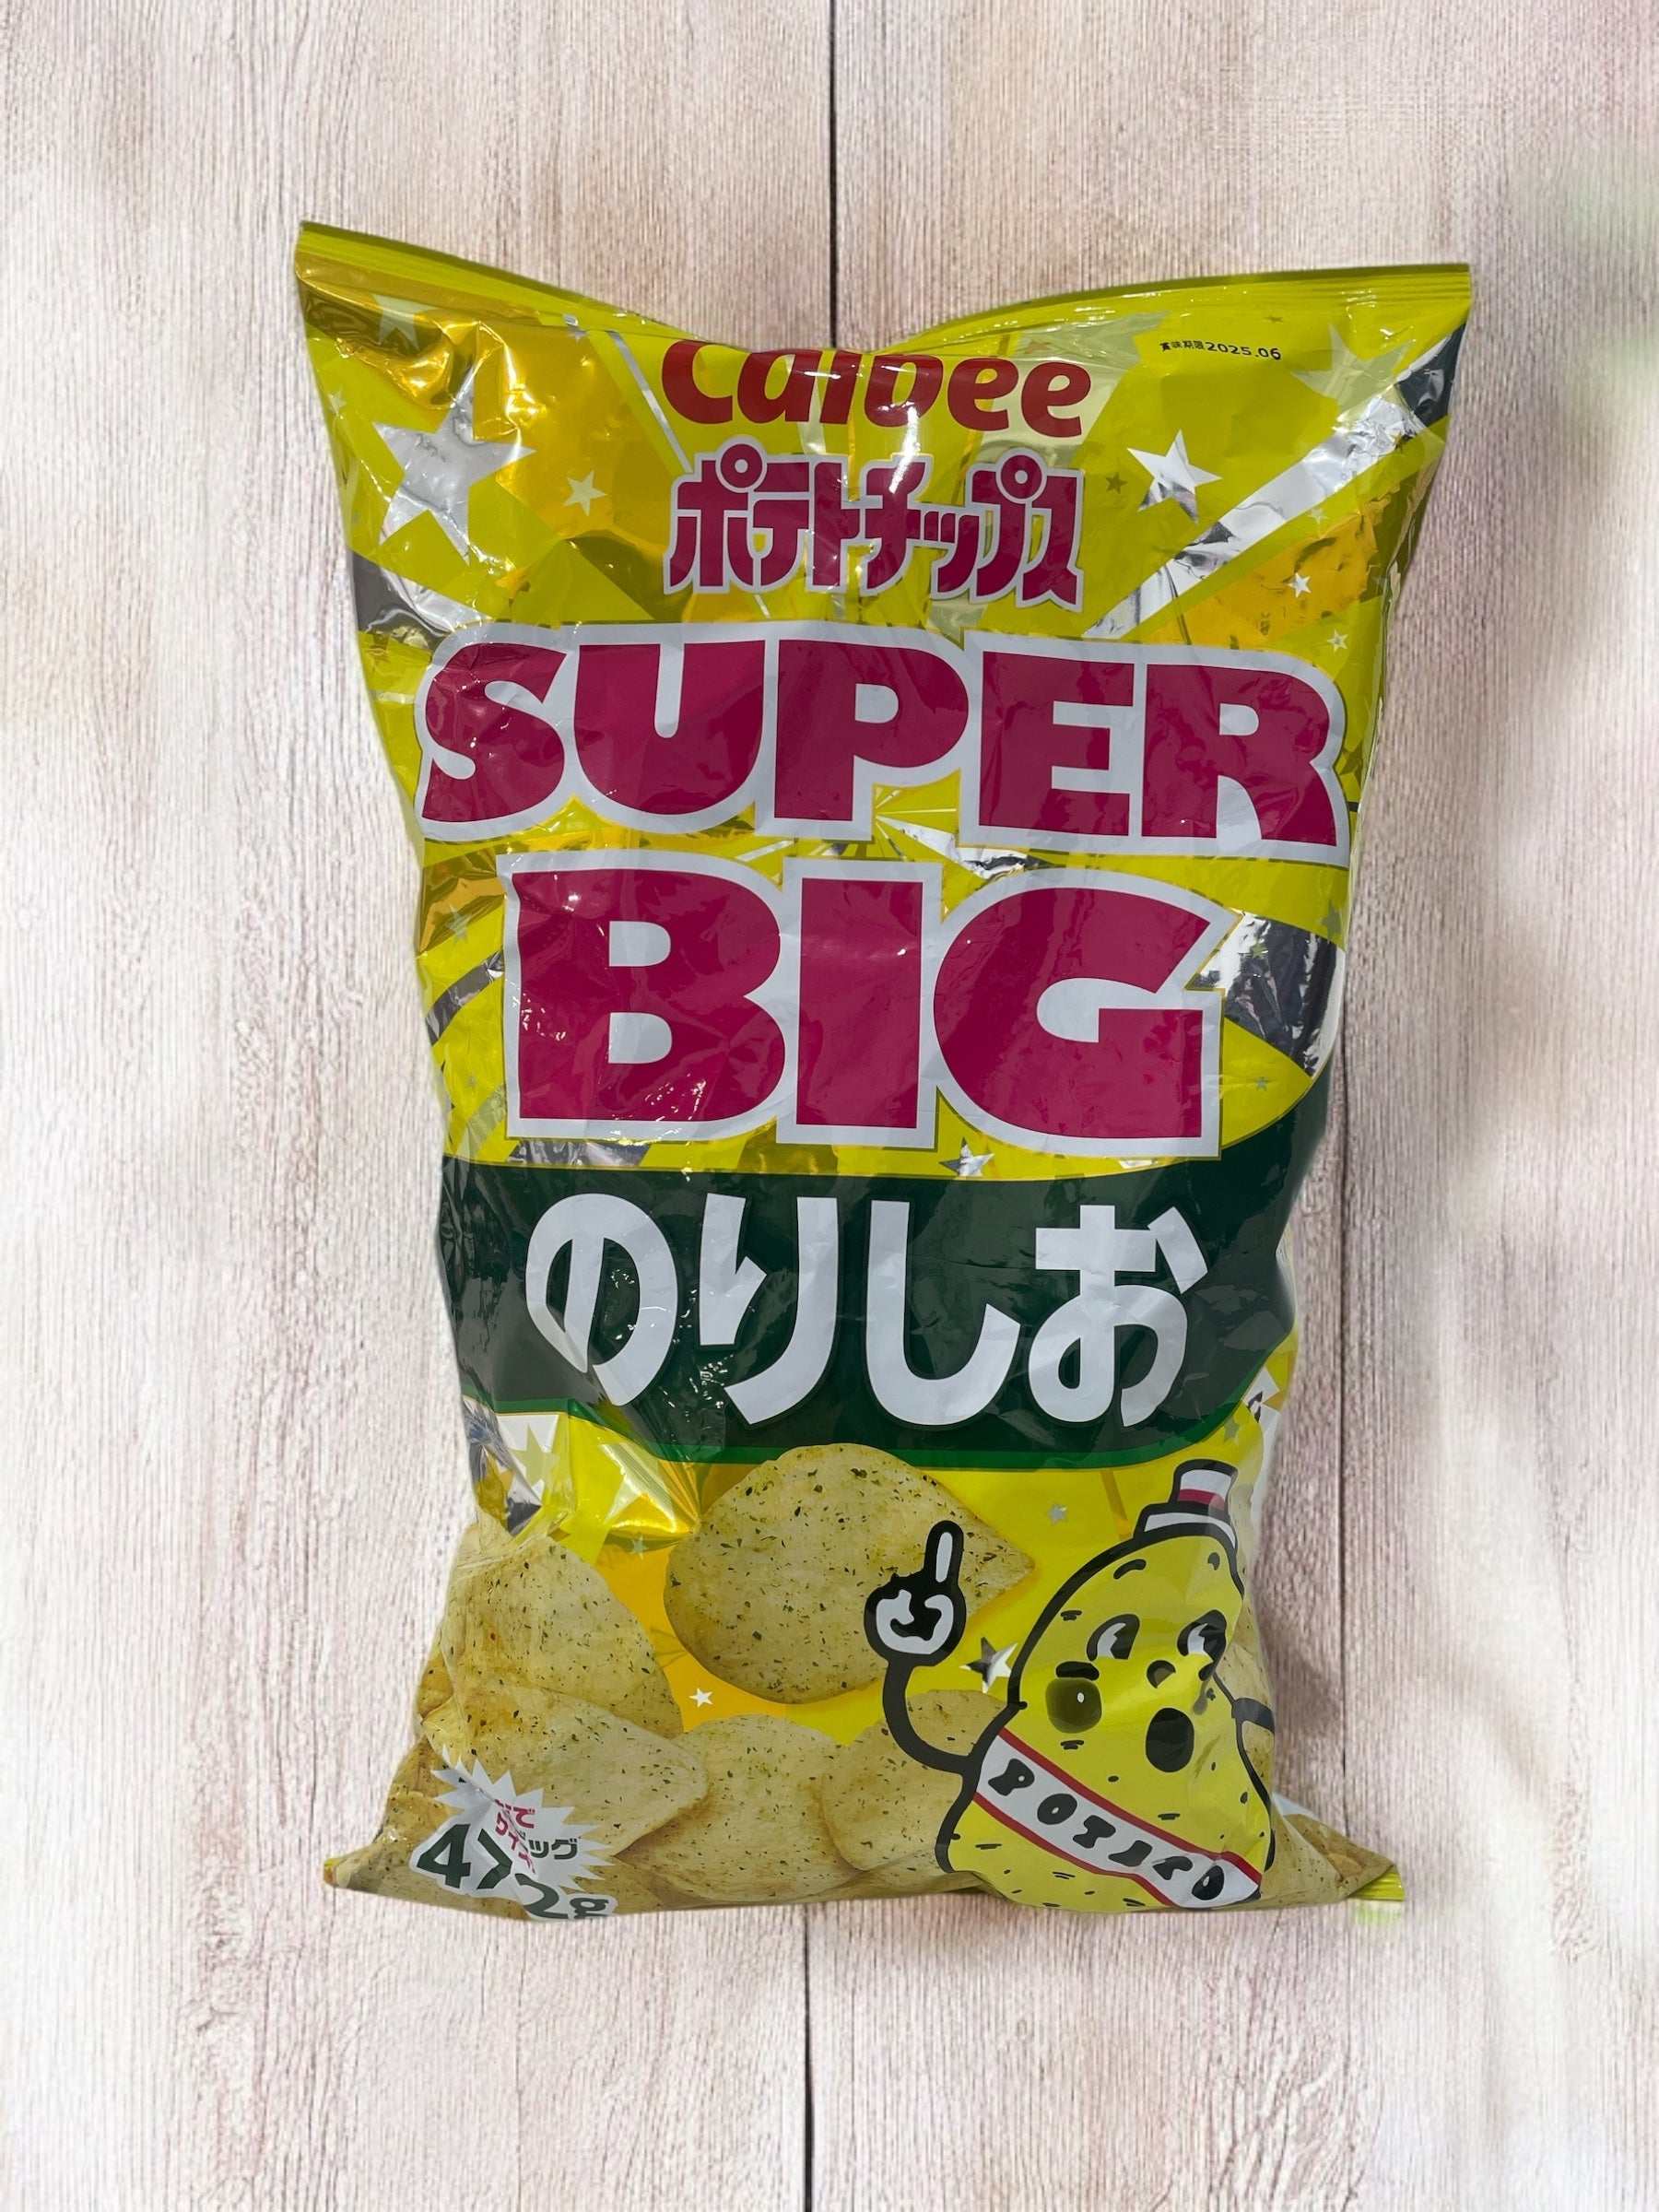 賞味期限2025.06
Calbee
ポテトチップス
SUPER
BIG
のりしお
POTATO
472g